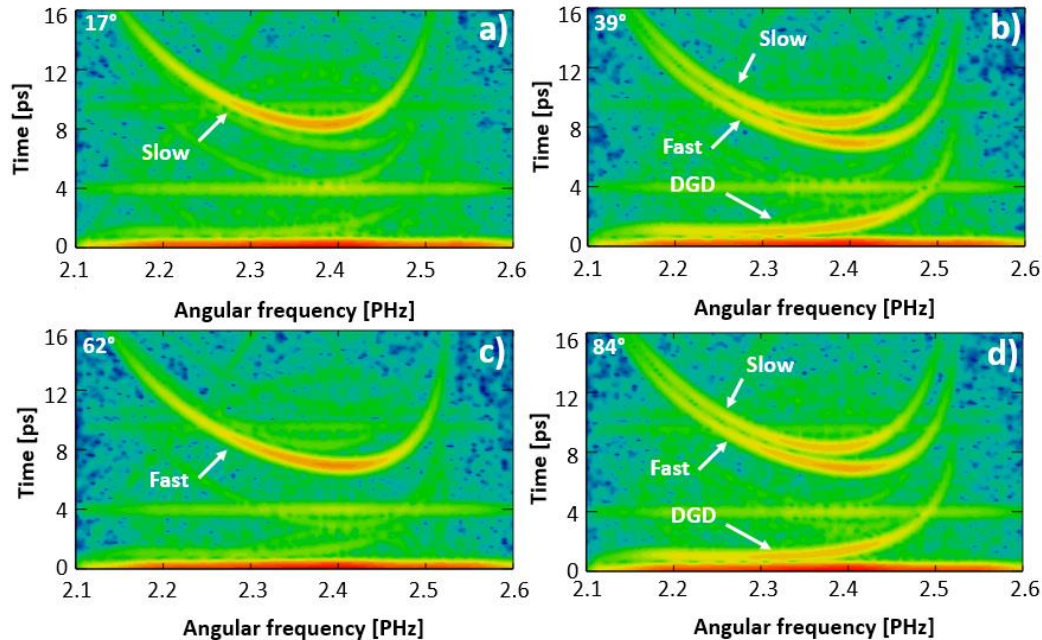 17°
a)
Slow
16
12
8
4
0
Time [ps]
2.1 2.2 2.3 2.4 2.5 2.6
Angular frequency [PHz]
39°
b)
Slow
Fast
DGD
16
12
8
4
0
Time [ps]
2.1 2.2 2.3 2.4 2.5 2.6
Angular frequency [PHz]
62°
c)
Fast
16
12
8
4
0
Time [ps]
2.1 2.2 2.3 2.4 2.5 2.6
Angular frequency [PHz]
84°
d)
Slow
Fast
DGD
16
12
8
4
0
Time [ps]
2.1 2.2 2.3 2.4 2.5 2.6
Angular frequency [PHz]